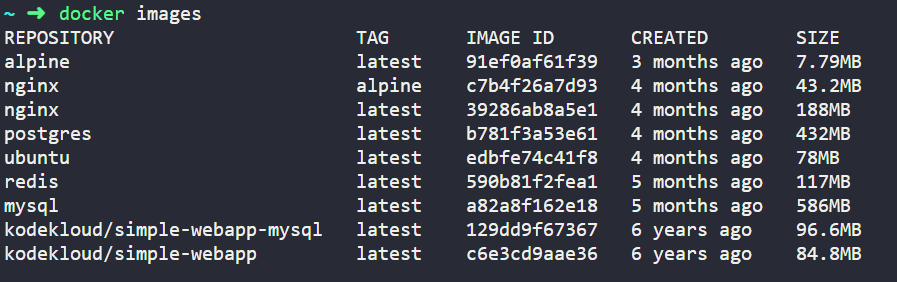 ~ ➜ docker images
REPOSITORY TAG IMAGE ID CREATED SIZE
alpine latest 91ef0af61f39 3 months ago 7.79MB
nginx alpine c7b4f26a7d93 4 months ago 43.2MB
nginx latest 39286ab8a5e1 4 months ago 188MB
postgres latest b781f3a53e61 4 months ago 432MB
ubuntu latest edbfe74c41f8 4 months ago 78MB
redis latest 590b81f2fea1 5 months ago 117MB
mysql latest a82a8f162e18 5 months ago 586MB
kodekloud/simple-webapp-mysql latest 129dd9f67367 6 years ago 96.6MB
kodekloud/simple-webapp latest c6e3cd9aae36 6 years ago 84.8MB